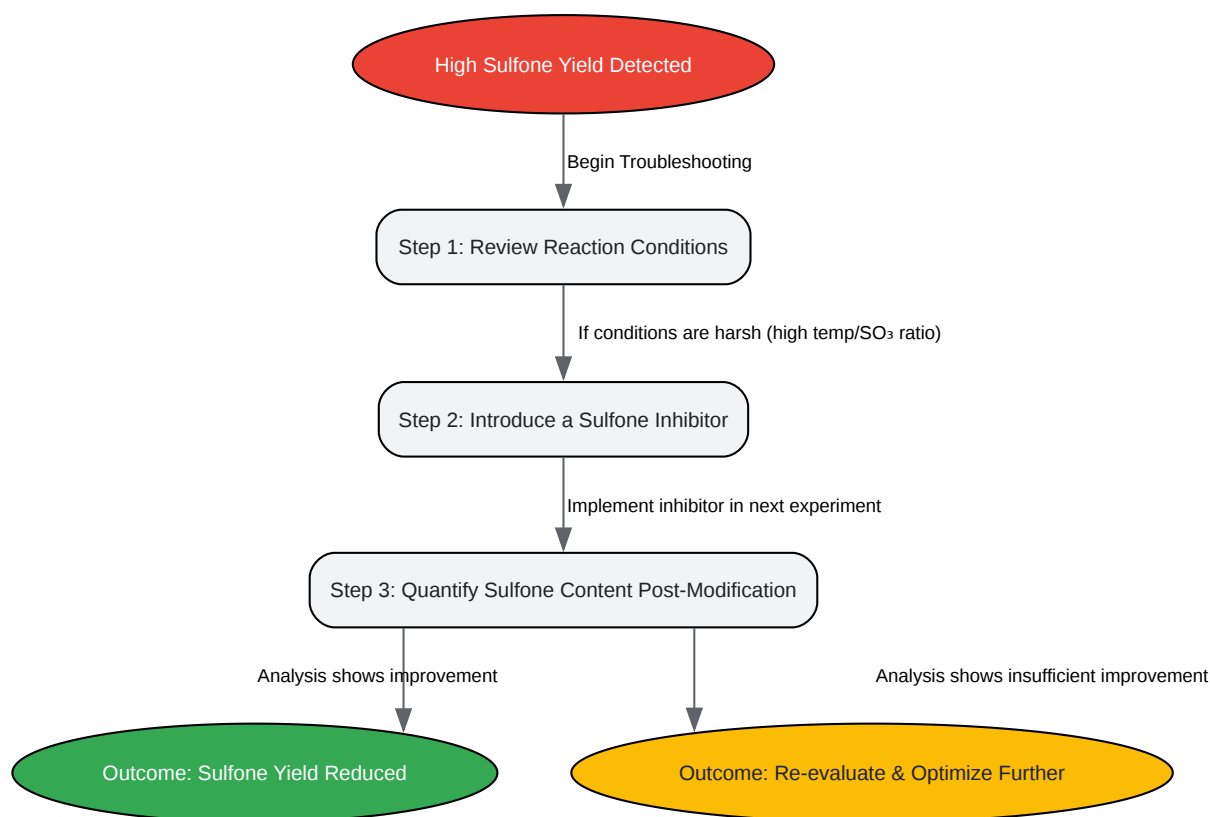 High Sulfone Yield Detected
Begin Troubleshooting
Step 1: Review Reaction Conditions
If conditions are harsh (high temp/SO₃ ratio)
Step 2: Introduce a Sulfone Inhibitor
Implement inhibitor in next experiment
Step 3: Quantify Sulfone Content Post-Modification
Analysis shows improvement
Analysis shows insufficient improvement
Outcome: Sulfone Yield Reduced
Outcome: Re-evaluate & Optimize Further